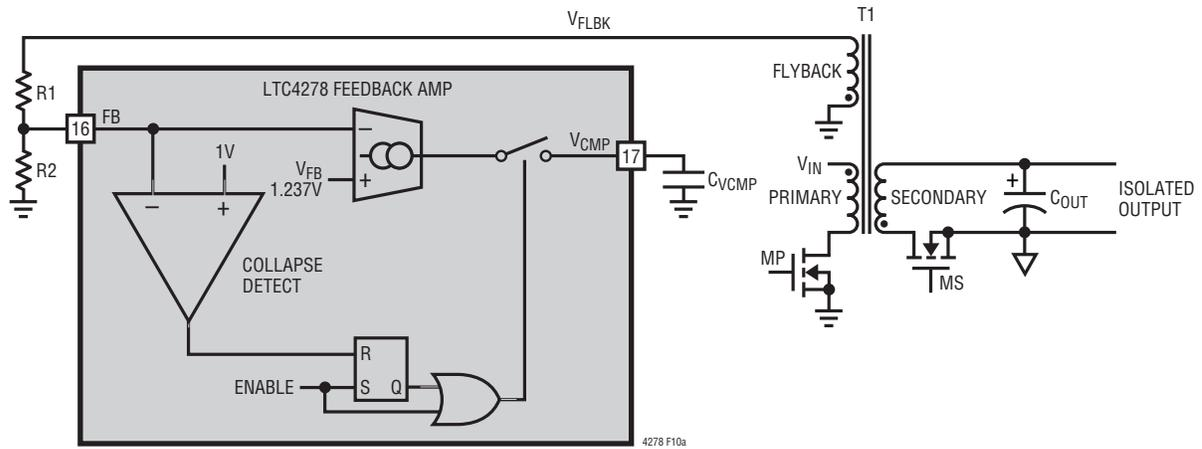 T1
VFLBK
FLYBACK
LTC4278 FEEDBACK AMP
R1
16
FB
−
VCMP
17
1V
R2
VFB
1.237V
+
CVCMP
VIN
PRIMARY
SECONDARY
+
COUT
ISOLATED
OUTPUT
− +
COLLAPSE
DETECT
MP
MS
R
ENABLE
S Q
4278 F10a